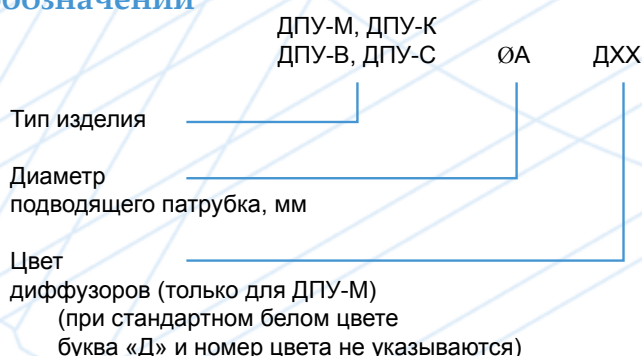 обозначений
ДПУ-М, ДПУ-К
ДПУ-В, ДПУ-С ØA ДХХ
Тип изделия
Диаметр
подводящего патрубка, мм
Цвет
диффузоров (только для ДПУ-М)
(при стандартном белом цвете
буква «Д» и номер цвета не указываются)